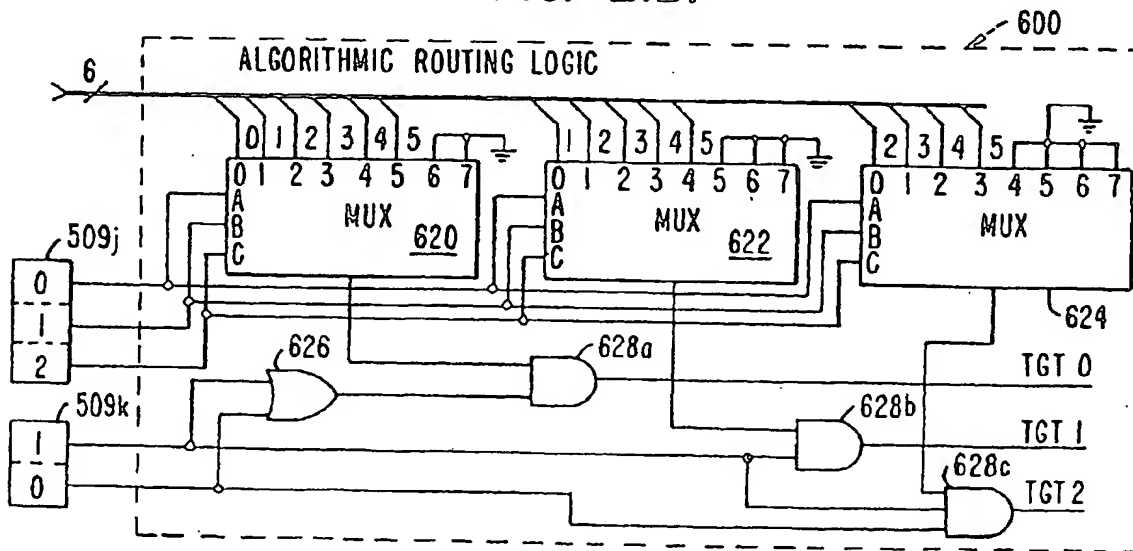 600
ALGORITHMIC ROUTING LOGIC
6
0 1 2 3 4 5
1 2 3 4 5
2 3 4 5
0 1 2 3 4 5 6 7
0 1 2 3 4 5 6 7
0 1 2 3 4 5 6 7
A
B
C
MUX
620
A
B
C
MUX
622
A
B
C
MUX
624
509j
0
1
2
626
628a
TGT 0
509k
1
0
628b
TGT 1
628c
TGT 2